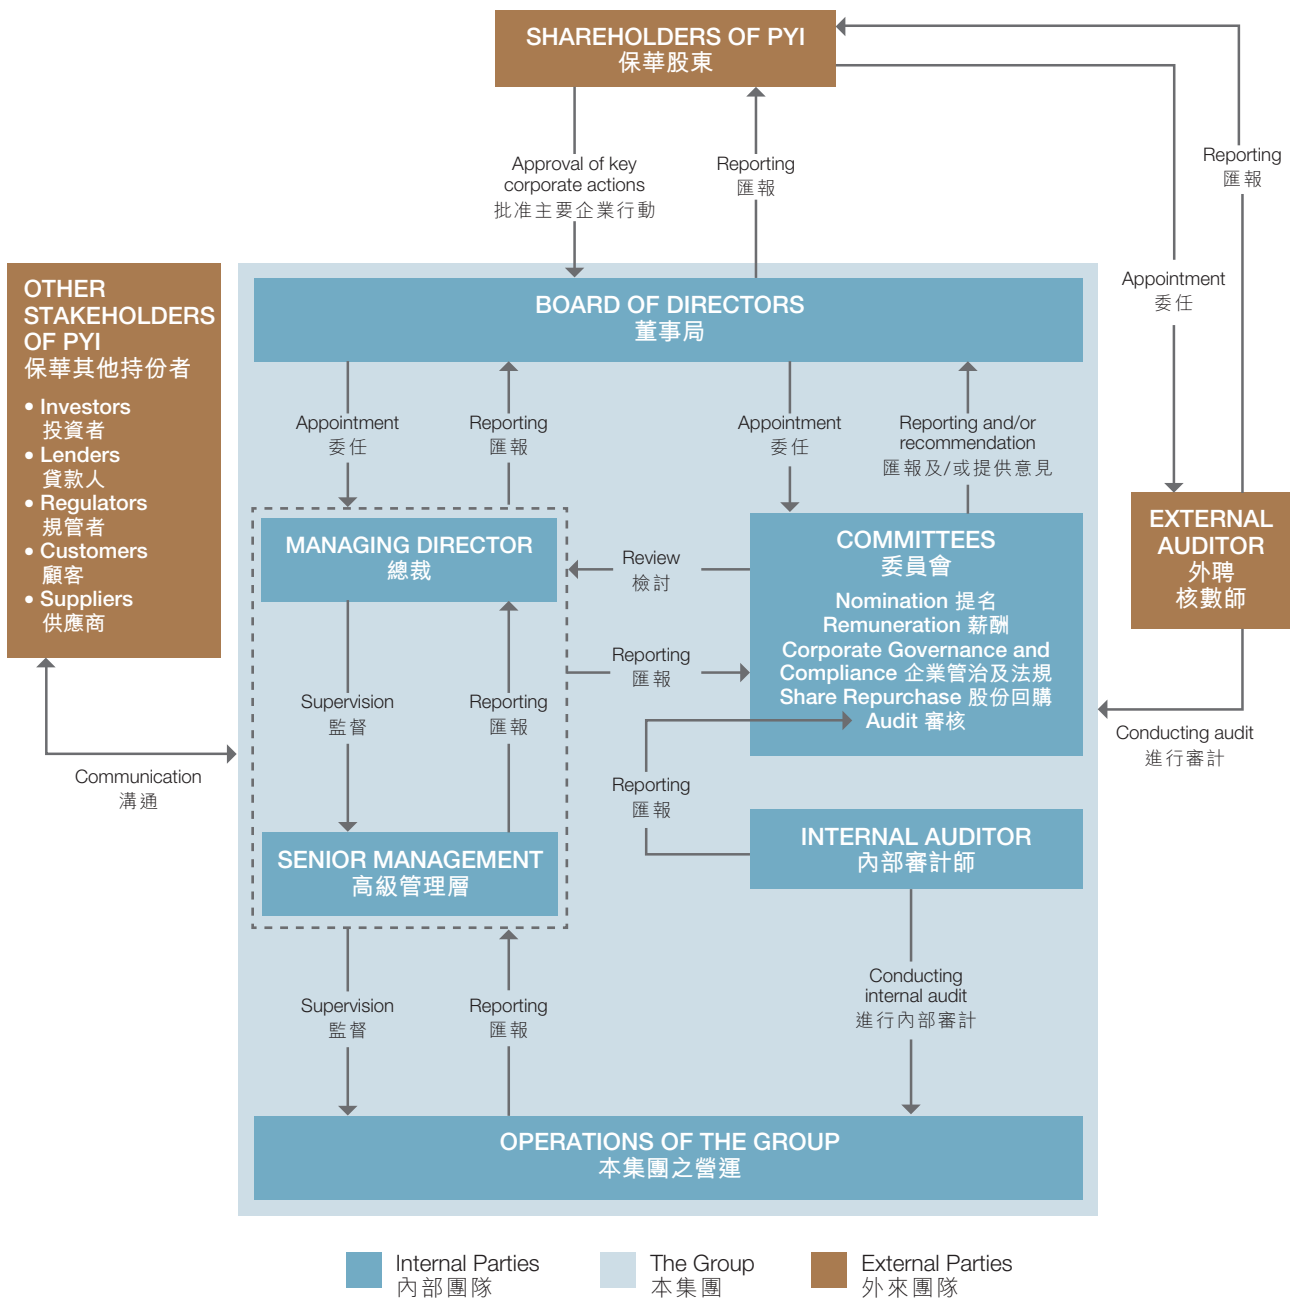 SHAREHOLDERS OF PYI
保華股東
Approval of key
corporate actions
批准主要企業行動
Reporting
匯報
Reporting
匯報
Appointment
委任
OTHER
STAKEHOLDERS
OF PYI
保華其他持份者
• Investors
投資者
• Lenders
貸款人
• Regulators
規管者
• Customers
顧客
• Suppliers
供應商
BOARD OF DIRECTORS
董事局
Appointment
委任
Reporting
匯報
Appointment
委任
Reporting and/or
recommendation
匯報及/或提供意見
MANAGING DIRECTOR
總裁
Review
檢討
COMMITTEES
委員會
Nomination 提名
Remuneration 薪酬
Corporate Governance and
Compliance 企業管治及法規
Share Repurchase 股份回購
Audit 審核
EXTERNAL
AUDITOR
外聘
核數師
Reporting
匯報
Supervision
監督
Reporting
匯報
Conducting audit
進行審計
Communication
溝通
Reporting
匯報
SENIOR MANAGEMENT
高級管理層
INTERNAL AUDITOR
內部審計師
Supervision
監督
Reporting
匯報
Conducting
internal audit
進行內部審計
OPERATIONS OF THE GROUP
本集團之營運
Internal Parties
內部團隊
The Group
本集團
External Parties
外來團隊